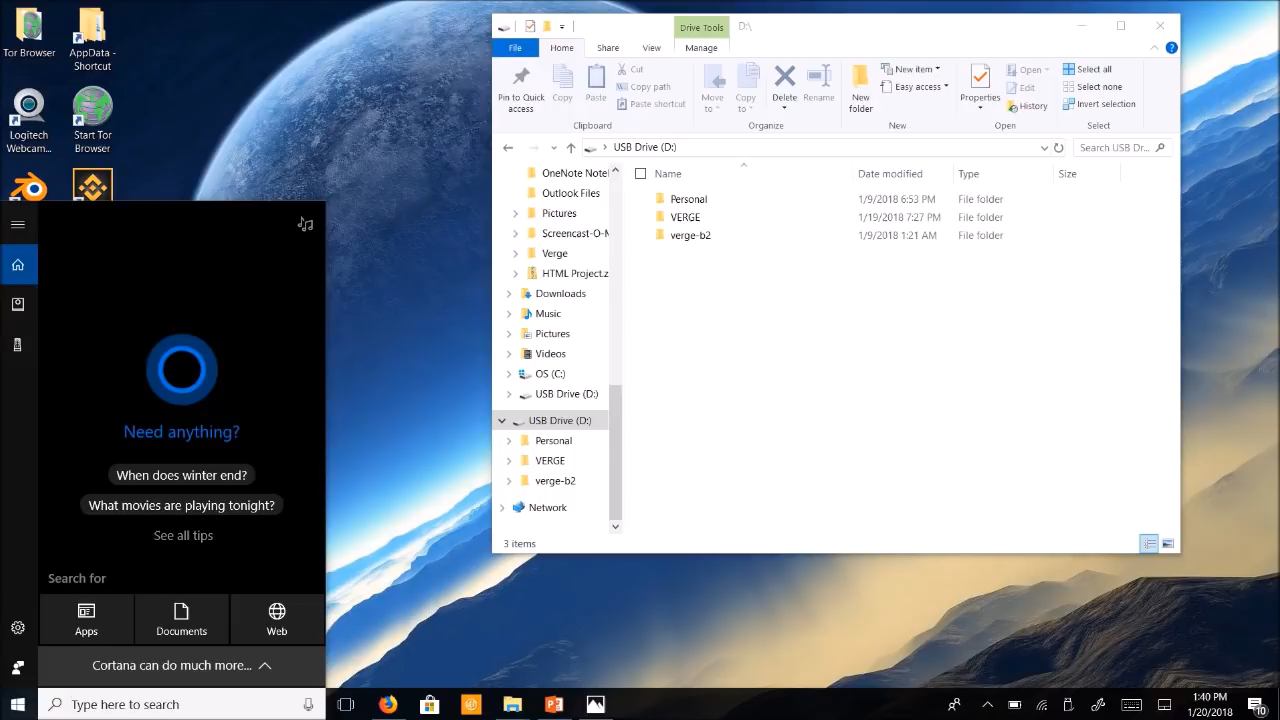 Tor Browser
AppData -
Shortcut
Logitech
Webcam...
Start Tor
Browser
Drive Tools
D:\
File
Home
Share
View
Manage
Pin to Quick
access
Copy
Paste
Cut
Copy path
Paste shortcut
Clipboard
Move
to
Copy
to
Delete
Rename
Organize
New
folder
New item
Easy access
New
Properties
Open
Edit
History
Open
Select all
Select none
Invert selection
Select
USB Drive (D:)
Search USB Dr...
Name
Date modified
Type
Size
Personal 1/9/2018 6:53 PM File folder
VERGE 1/19/2018 7:27 PM File folder
verge-b2 1/9/2018 1:21 AM File folder
OneNote Note
Outlook Files
Pictures
Screencast-O-M
Verge
HTML Project.z
Downloads
Music
Pictures
Videos
OS (C:)
USB Drive (D:)
USB Drive (D:)
Personal
VERGE
verge-b2
Network
3 items
Need anything?
When does winter end?
What movies are playing tonight?
See all tips
Search for
Apps
Documents
Web
Cortana can do much more...
Type here to search
1:40 PM
1/20/2018
10